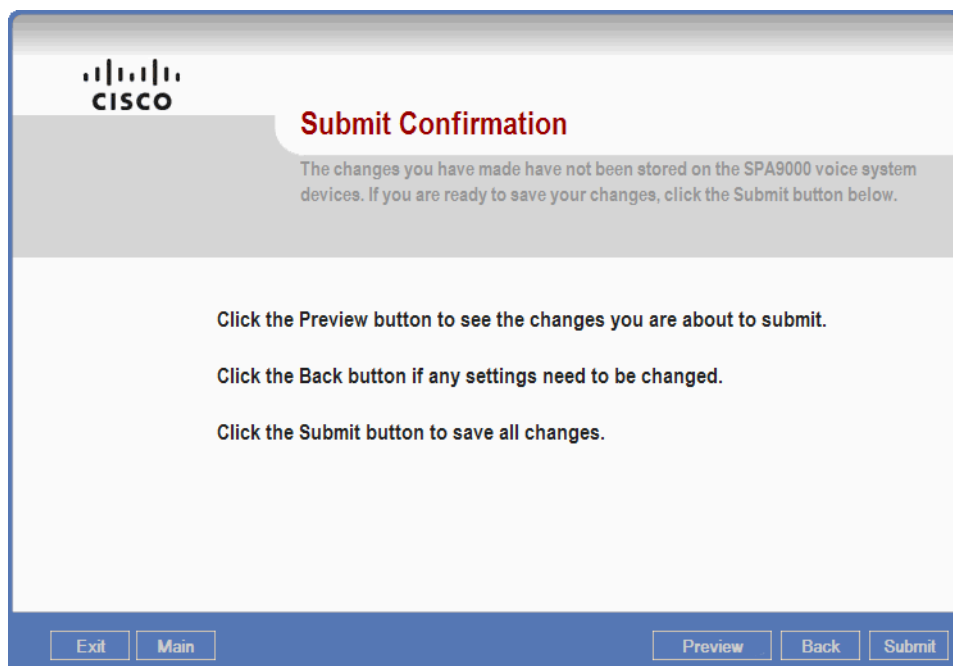 CISCO
Submit Confirmation
The changes you have made have not been stored on the SPA9000 voice system
devices. If you are ready to save your changes, click the Submit button below.
Click the Preview button to see the changes you are about to submit.
Click the Back button if any settings need to be changed.
Click the Submit button to save all changes.
Exit Main Preview Back Submit